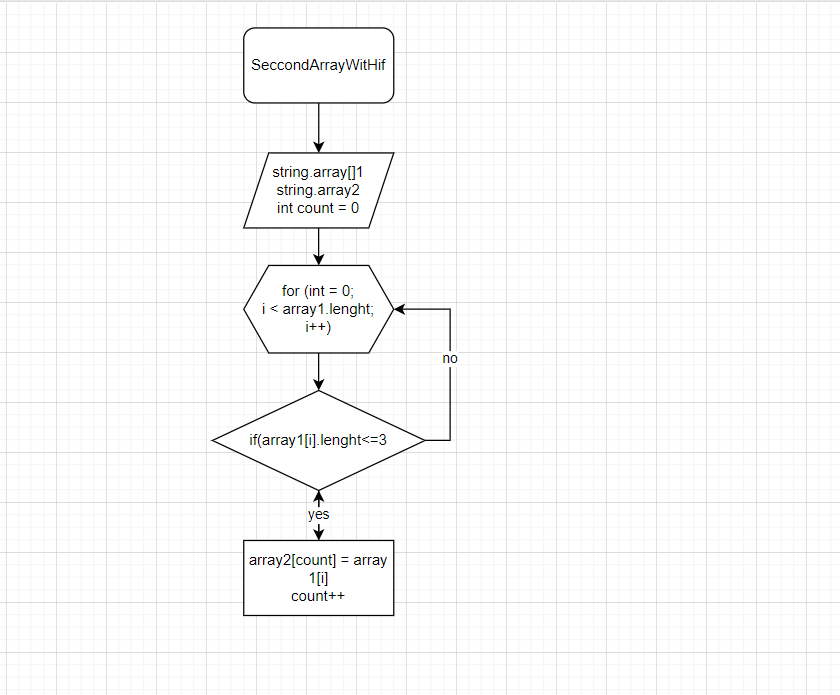 SeccondArrayWitHif
string.array[]1
string.array2
int count = 0
for (int = 0;
i < array1.lenght;
i++)
no
if(array1[i].lenght<=3
yes
array2[count] = array
1[i]
count++